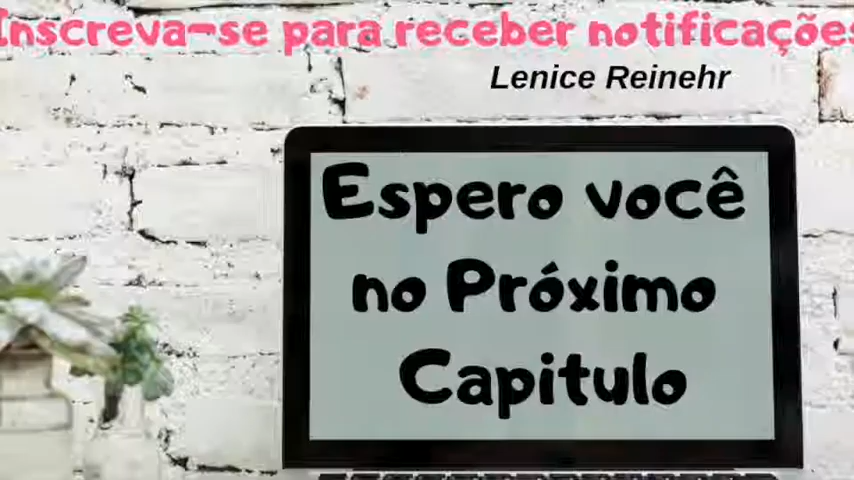 Inscreva-se para receber notificações
Lenice Reinehr
Espero você
no Próximo
Capitulo